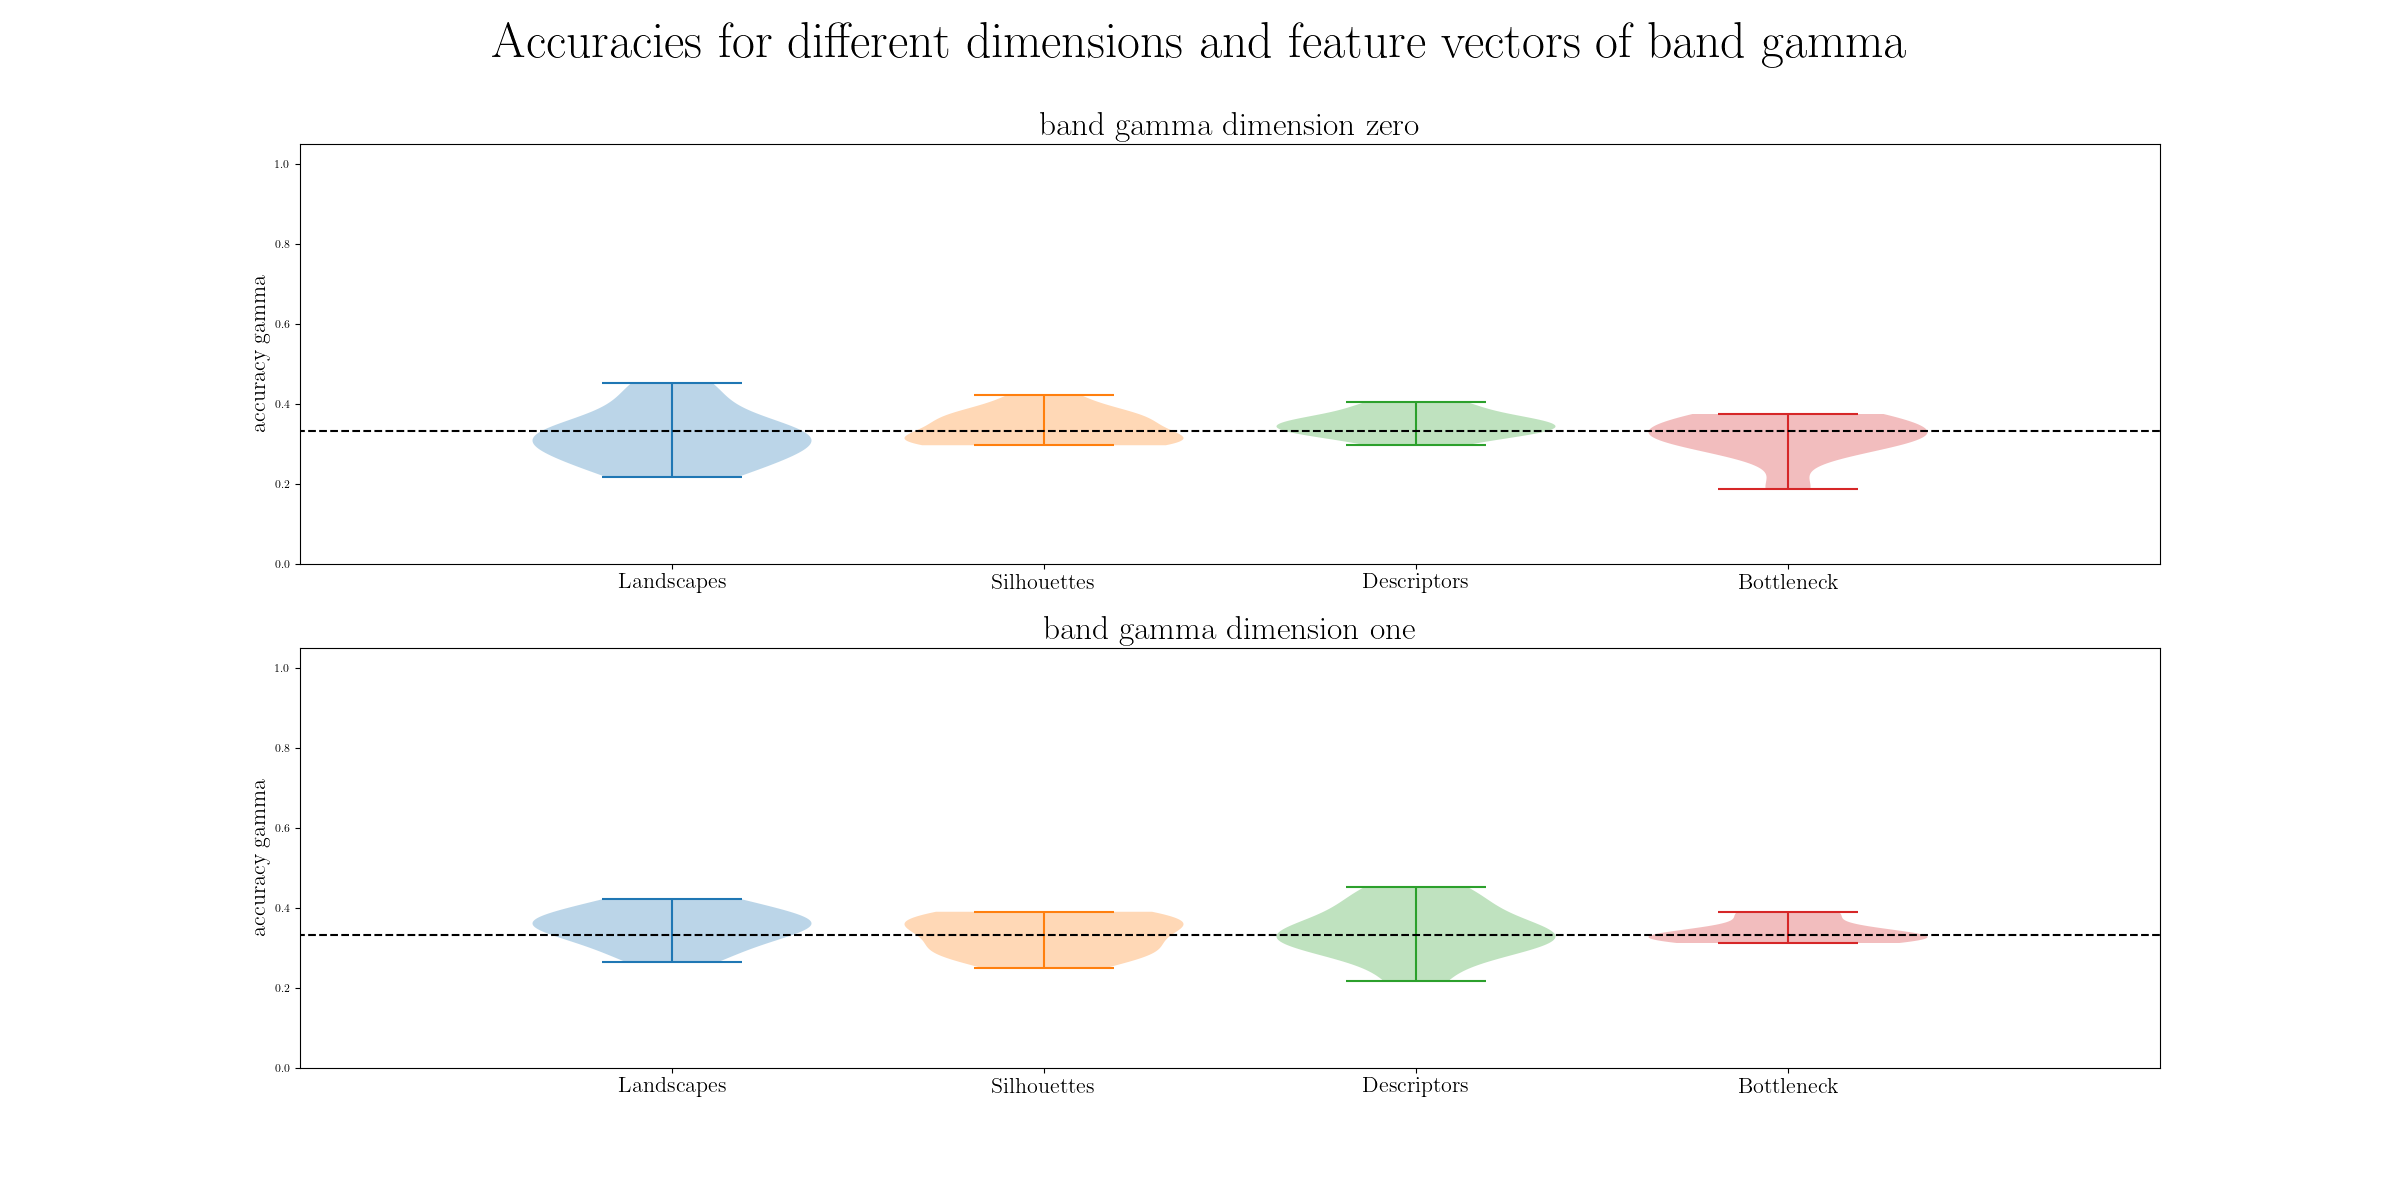 Accuracies for different dimensions and feature vectors of band gamma
band gamma dimension zero
1.0
0.8
0.6
0.4
0.2
0.0
accuracy gamma
Landscapes Silhouettes Descriptors Bottleneck
band gamma dimension one
1.0
0.8
0.6
0.4
0.2
0.0
accuracy gamma
Landscapes Silhouettes Descriptors Bottleneck